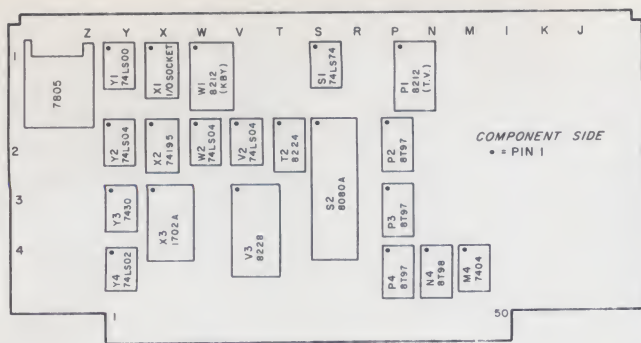 Z Y X W V T S R P N M I K J
1
7805
Y1
74LS00
X1
I/O SOCKET
W1
8212
(KBY)
S1
74LS74
P1
8212
(T.V.)
2
Y2
74LS04
X2
74195
W2
74LS04
V2
74LS04
T2
8224
S2
8080A
P2
8T97
COMPONENT SIDE
• = PIN 1
3
Y3
7430
X3
1702A
V3
8228
P3
8T97
4
Y4
74LS02
P4
8T97
N4
8T98
M4
7404
1
50